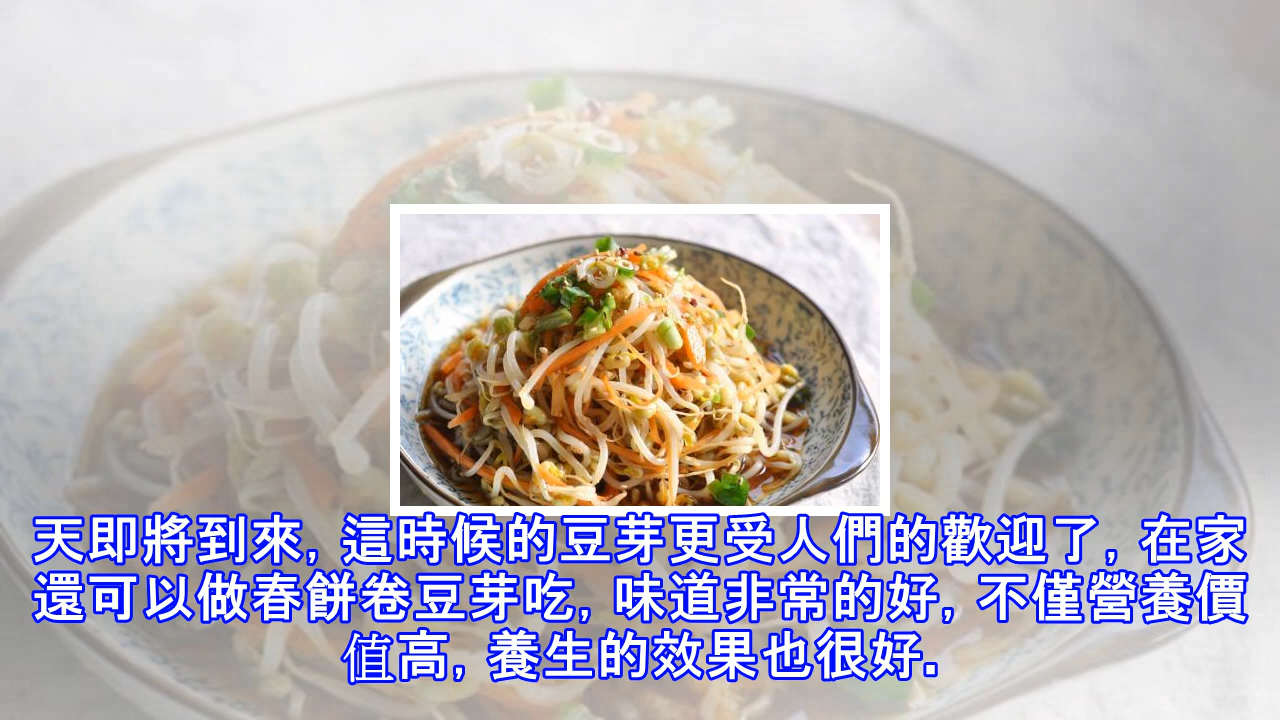 天即將到來, 這時候的豆芽更受人們的歡迎了, 在家
還可以做春餅卷豆芽吃, 味道非常的好, 不僅營養價
值高, 養生的效果也很好.